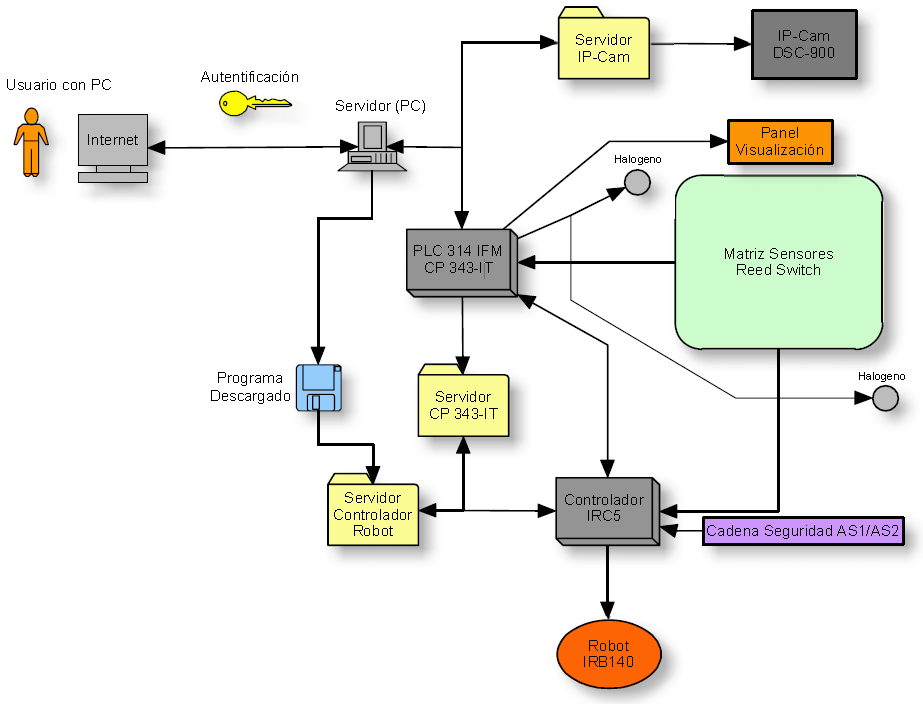 Servidor
IP-Cam
IP-Cam
DSC-900
Usuario con PC
Autentificación
Servidor (PC)
Internet
Panel
Visualización
Halogeno
PLC 314 IFM
CP 343-IT
Matriz Sensores
Reed Switch
Programa
Descargado
Servidor
CP 343-IT
Halogeno
Servidor
Controlador
Robot
Controlador
IRC5
Cadena Seguridad AS1/AS2
Robot
IRB140